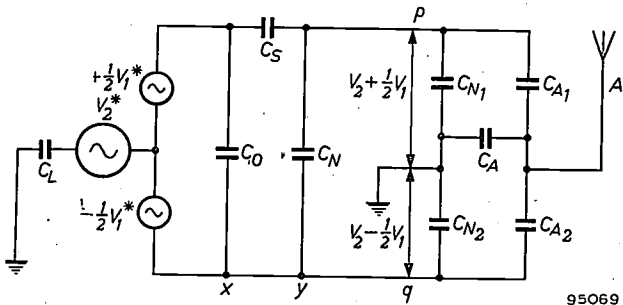 p
C_S
+½V₁*
V₂*
V₂+½V₁
C_N1
C_A1
A
C_L
C_O
C_N
C_A
-½V₁*
V₂-½V₁
C_N2
C_A2
x
y
q
95069